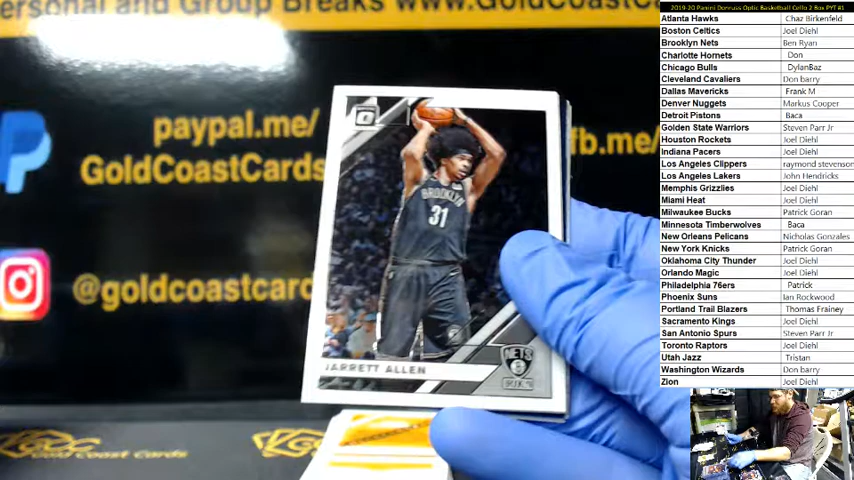 Personal and Group Breaks www.GoldCoastCa
paypal.me/
GoldCoastCards
fb.me/
@goldcoastcard
Gold Coast Cards
BROOKLYN
31
JARRETT ALLEN
NETS
2019-20 Panini Donruss Optic Basketball Cello 2 Box PYT #1
Atlanta Hawks Chaz Birkenfeld
Boston Celtics Joel Diehl
Brooklyn Nets Ben Ryan
Charlotte Hornets Don
Chicago Bulls DylanBaz
Cleveland Cavaliers Don barry
Dallas Mavericks Frank M
Denver Nuggets Markus Cooper
Detroit Pistons Baca
Golden State Warriors Steven Parr Jr
Houston Rockets Joel Diehl
Indiana Pacers Joel Diehl
Los Angeles Clippers raymond stevenson
Los Angeles Lakers John Hendricks
Memphis Grizzlies Joel Diehl
Miami Heat Joel Diehl
Milwaukee Bucks Patrick Goran
Minnesota Timberwolves Baca
New Orleans Pelicans Nicholas Gonzales
New York Knicks Patrick Goran
Oklahoma City Thunder Joel Diehl
Orlando Magic Joel Diehl
Philadelphia 76ers Patrick
Phoenix Suns Ian Rockwood
Portland Trail Blazers Thomas Frainey
Sacramento Kings Joel Diehl
San Antonio Spurs Steven Parr Jr
Toronto Raptors Joel Diehl
Utah Jazz Tristan
Washington Wizards Don barry
Zion Joel Diehl